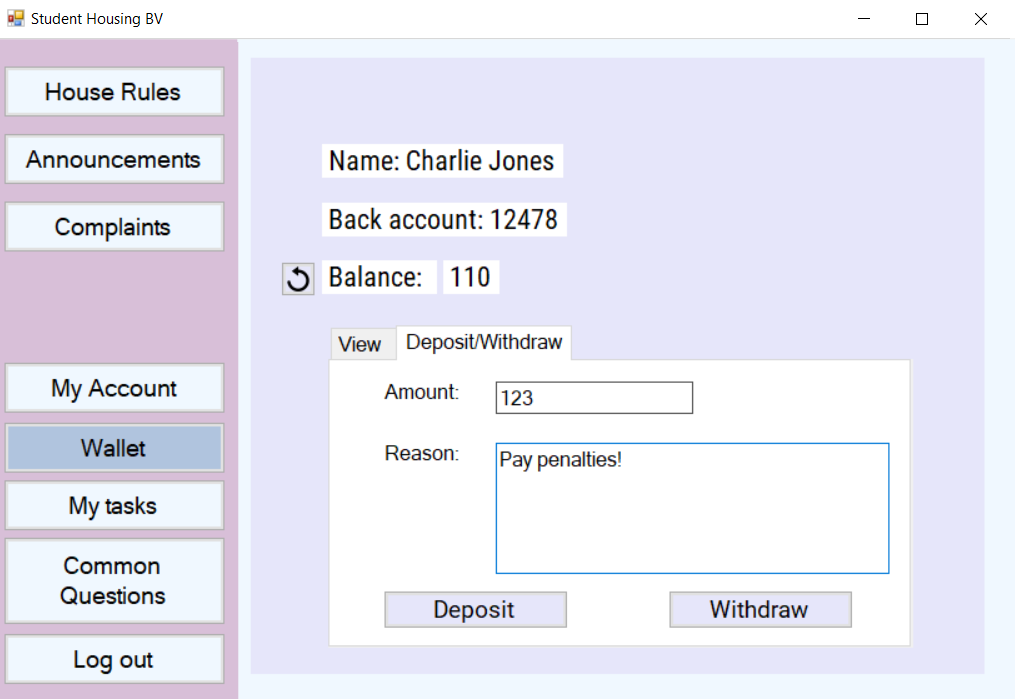 Student Housing BV
House Rules
Announcements
Complaints
My Account
Wallet
My tasks
Common
Questions
Log out
Name: Charlie Jones
Back account: 12478
Balance: 110
View Deposit/Withdraw
Amount: 123
Reason: Pay penalties!
Deposit Withdraw